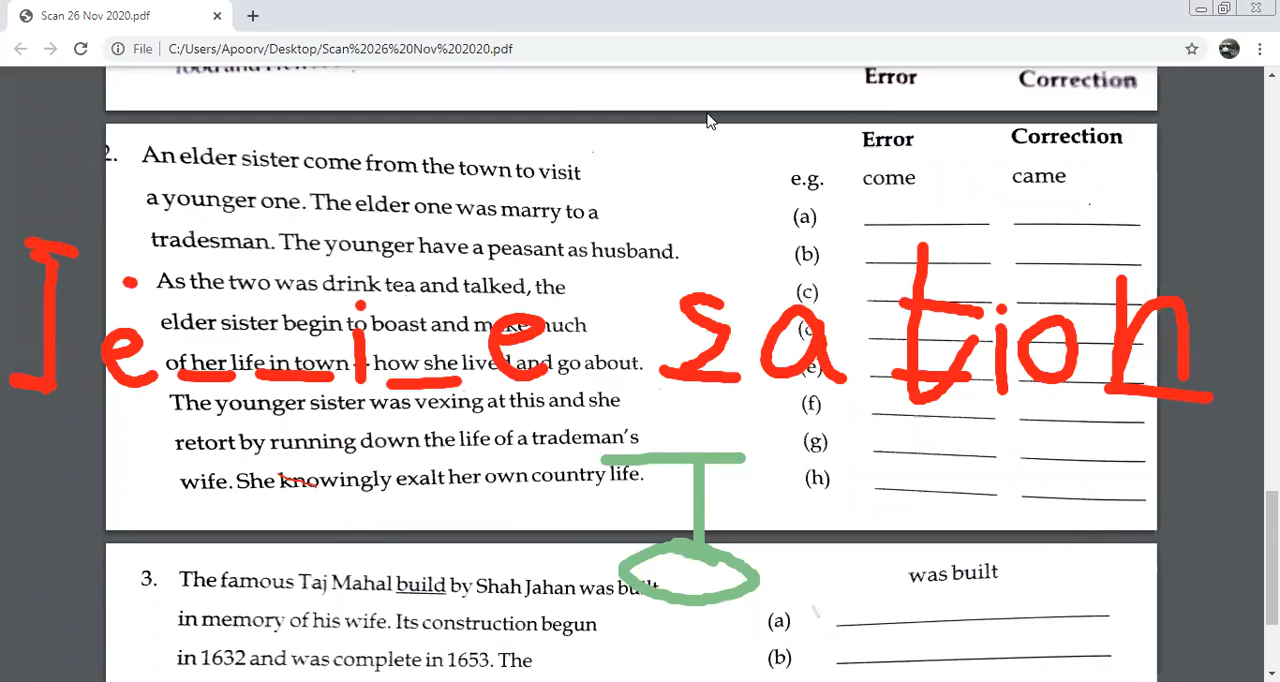 Scan 26 Nov 2020.pdf
File C:/Users/Apoorv/Desktop/Scan%2026%20Nov%202020.pdf
Error Correction
Error Correction
An elder sister come from the town to visit e.g. come came
a younger one. The elder one was marry to a (a)
tradesman. The younger have a peasant as husband. (b)
As the two was drink tea and talked, the (c)
elder sister begin to boast and make much
of her life in town – how she lived and go about. (e)
The younger sister was vexing at this and she (f)
retort by running down the life of a trademan's (g)
wife. She knowingly exalt her own country life. (h)
3. The famous Taj Mahal build by Shah Jahan was built was built
in memory of his wife. Its construction begun (a)
in 1632 and was complete in 1653. The (b)